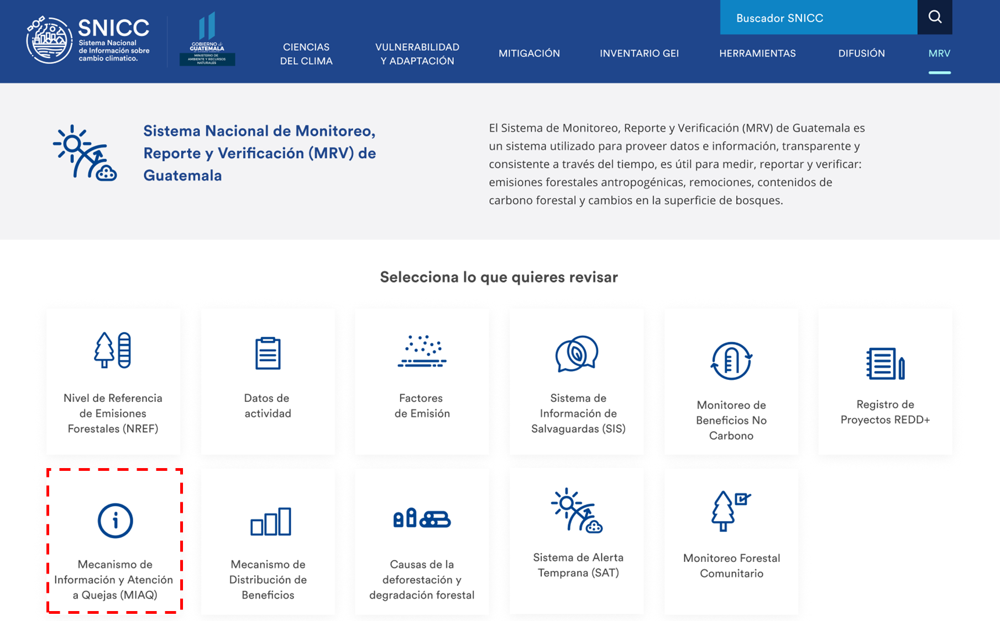 SNICC
Sistema Nacional
de Información sobre
cambio climatico.
GOBIERNO de
GUATEMALA
MINISTERIO DE
AMBIENTE Y RECURSOS
NATURALES
Buscador SNICC
CIENCIAS
DEL CLIMA
VULNERABILIDAD
Y ADAPTACIÓN
MITIGACIÓN
INVENTARIO GEI
HERRAMIENTAS
DIFUSIÓN
MRV
Sistema Nacional de Monitoreo,
Reporte y Verificación (MRV) de
Guatemala
El Sistema de Monitoreo, Reporte y Verificación (MRV) de Guatemala es
un sistema utilizado para proveer datos e información, transparente y
consistente a través del tiempo, es útil para medir, reportar y verificar:
emisiones forestales antropogénicas, remociones, contenidos de
carbono forestal y cambios en la superficie de bosques.
Selecciona lo que quieres revisar
Nivel de Referencia
de Emisiones
Forestales (NREF)
Datos de
actividad
Factores
de Emisión
Sistema de
Información de
Salvaguardas (SIS)
Monitoreo de
Beneficios No
Carbono
Registro de
Proyectos REDD+
Mecanismo de
Información y Atención
a Quejas (MIAQ)
Mecanismo de
Distribución de
Beneficios
Causas de la
deforestación y
degradación forestal
Sistema de Alerta
Temprana (SAT)
Monitoreo Forestal
Comunitario